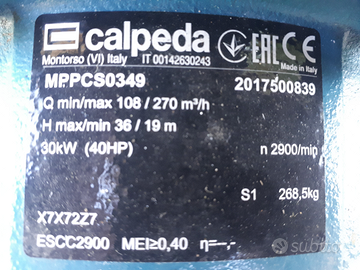 calpeda
Montorso (VI) Italy IT 00142630243
Made in Italy
MPPCS0349 2017500839
Q min/max 108 / 270 m³/h
H max/min 36 / 19 m
30kW (40HP) n 2900/min
S1 268,5kg
X7X72Z7
ESCC2900 MEI≥0,40 η=--,-
subito